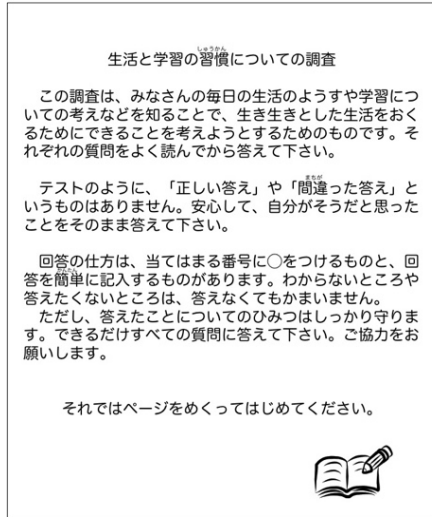 生活と学習の習慣についての調査
この調査は、みなさんの毎日の生活のようすや学習につ
いての考えなどを知ることで、生き生きとした生活をおく
るためにできることを考えようとするためのものです。そ
れぞれの質問をよく読んでから答えて下さい。
テストのように、「正しい答え」や「間違った答え」と
いうものはありません。安心して、自分がそうだと思った
ことをそのまま答えて下さい。
回答の仕方は、当てはまる番号に○をつけるものと、回
答を簡単に記入するものがあります。わからないところや
答えたくないところは、答えなくてもかまいません。
ただし、答えたことについてのひみつはしっかり守りま
す。できるだけすべての質問に答えて下さい。ご協力をお
願いします。
それではページをめくってはじめてください。